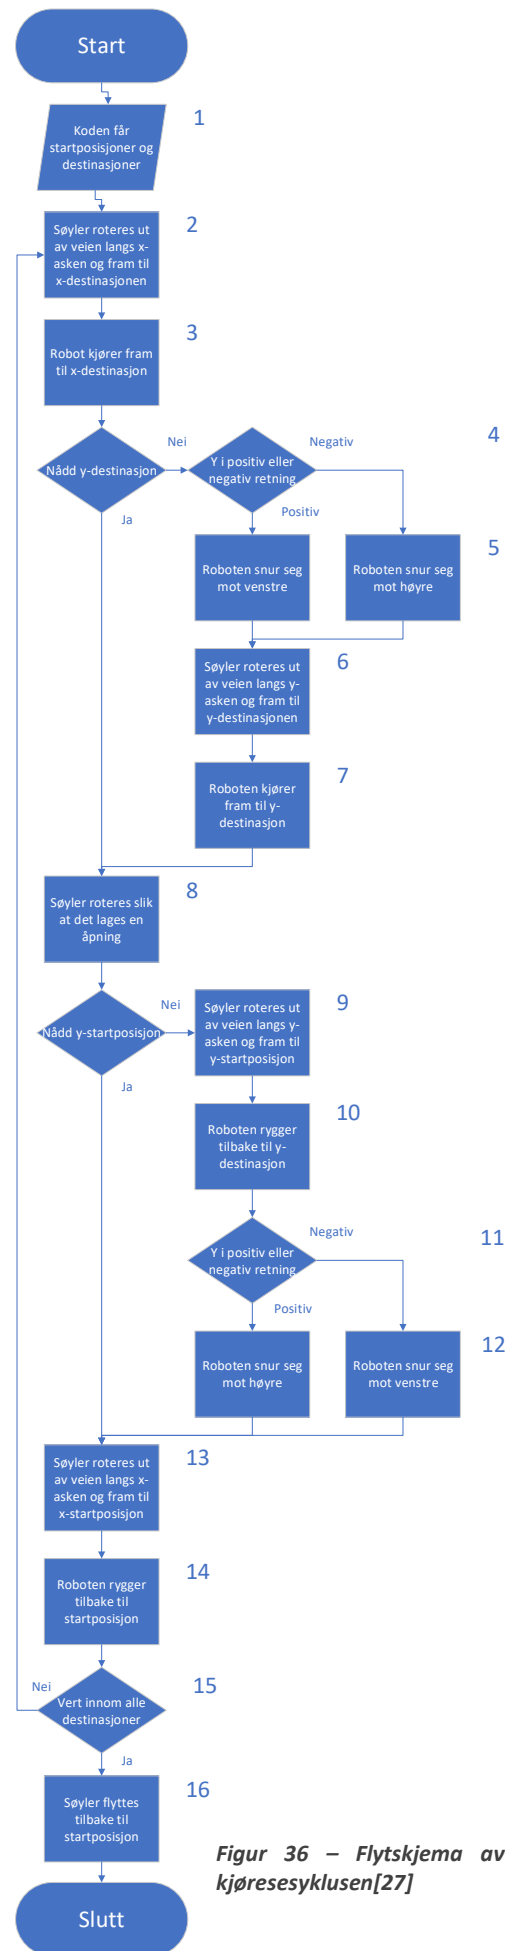 Start
1
Koden får
startposisjoner og
destinasjoner
2
Søyler roteres ut
av veien langs x-
asken og fram til
x-destinasjonen
3
Robot kjører fram
til x-destinasjon
4
Nådd y-destinasjon
Nei
Y i positiv eller
negativ retning
Negativ
Positiv
Ja
5
Roboten snur seg
mot venstre
Roboten snur seg
mot høyre
6
Søyler roteres ut
av veien langs y-
asken og fram til
y-destinasjonen
7
Roboten kjører
fram til y-
destinasjon
8
Søyler roteres slik
at det lages en
åpning
Nådd y-startposisjon
Nei
Ja
9
Søyler roteres ut
av veien langs y-
asken og fram til
y-startposisjon
10
Roboten rygger
tilbake til y-
destinasjon
11
Y i positiv eller
negativ retning
Negativ
Positiv
12
Roboten snur seg
mot høyre
Roboten snur seg
mot venstre
13
Søyler roteres ut
av veien langs x-
asken og fram til
x-startposisjon
14
Roboten rygger
tilbake til
startposisjon
15
Nei
Vert innom alle
destinasjoner
Ja
16
Søyler flyttes
tilbake til
startposisjon
Slutt
Figur 36 – Flytskjema av
kjøresesyklusen[27]